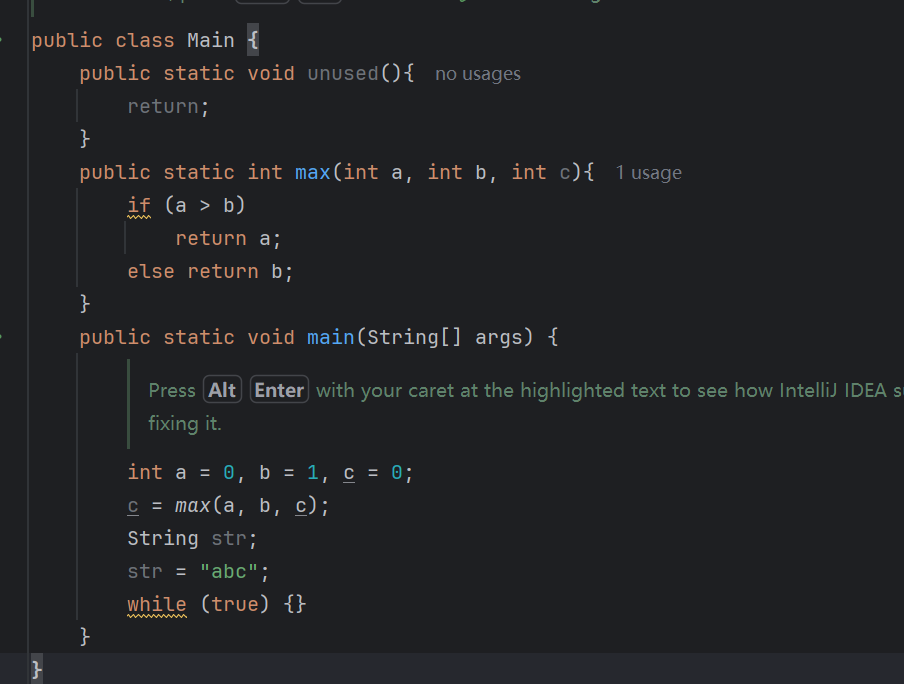 public class Main {
public static void unused(){ no usages
return;
}
public static int max(int a, int b, int c){ 1 usage
if (a > b)
return a;
else return b;
}
public static void main(String[] args) {
Press Alt Enter with your caret at the highlighted text to see how IntelliJ IDEA
fixing it.
int a = 0, b = 1, c = 0;
c = max(a, b, c);
String str;
str = "abc";
while (true) {}
}
}